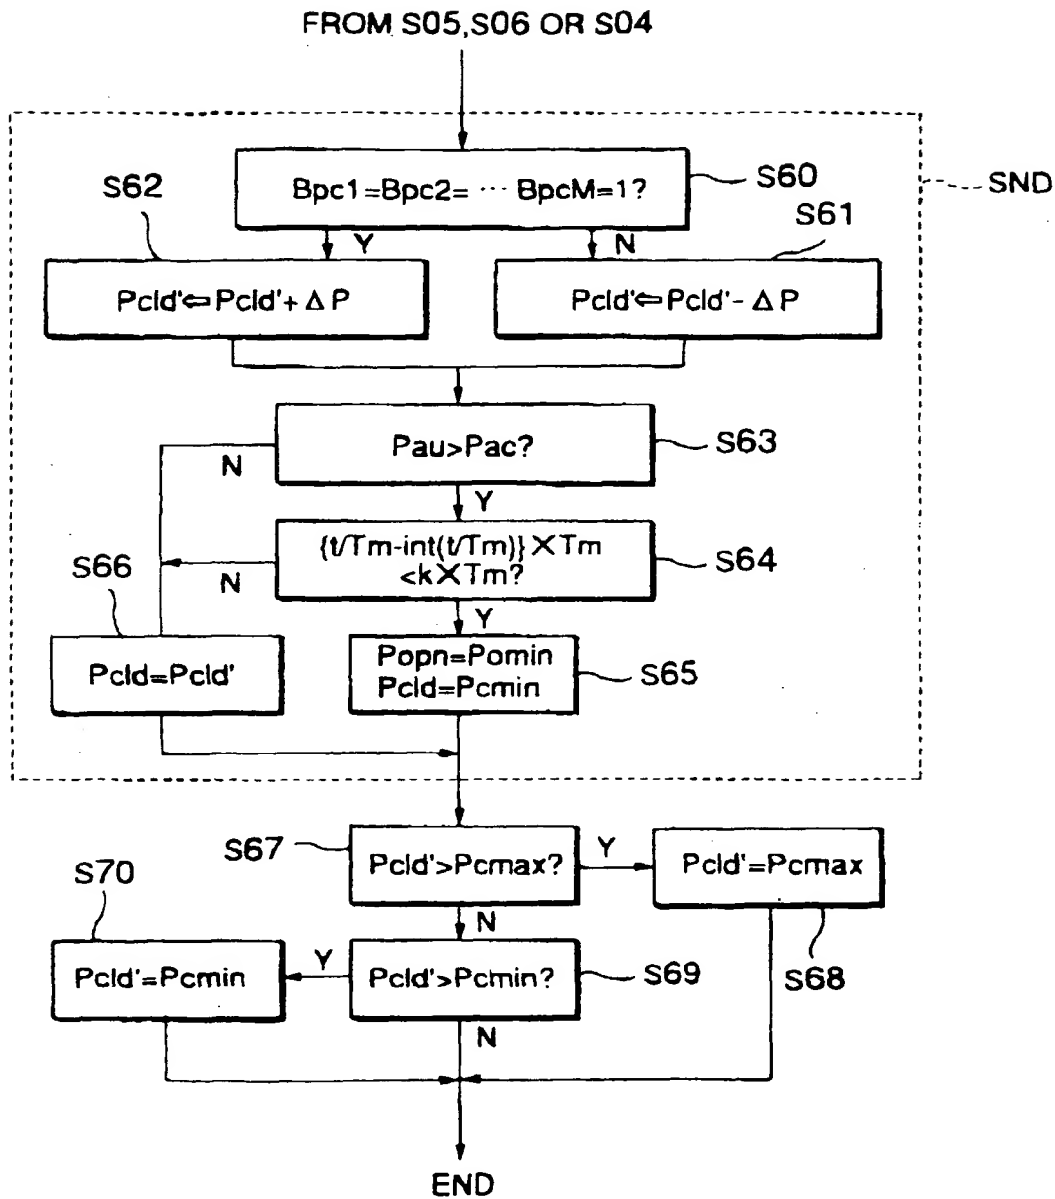 FROM S05,S06 OR S04
Bpc1=Bpc2= ··· BpcM=1?
S60
SND
S62
S61
Y
N
Pcld'⇐Pcld'+ΔP
Pcld'⇐Pcld'-ΔP
Pau>Pac?
S63
N
Y
{t/Tm-int(t/Tm)}×Tm
<k×Tm?
S64
S66
N
Y
Pcld=Pcld'
Popn=Pomin
Pcld=Pcmin
S65
S67
Pcld'>Pcmax?
Y
Pcld'=Pcmax
S70
N
S68
Pcld'=Pcmin
Y
Pcld'>Pcmin?
S69
N
END